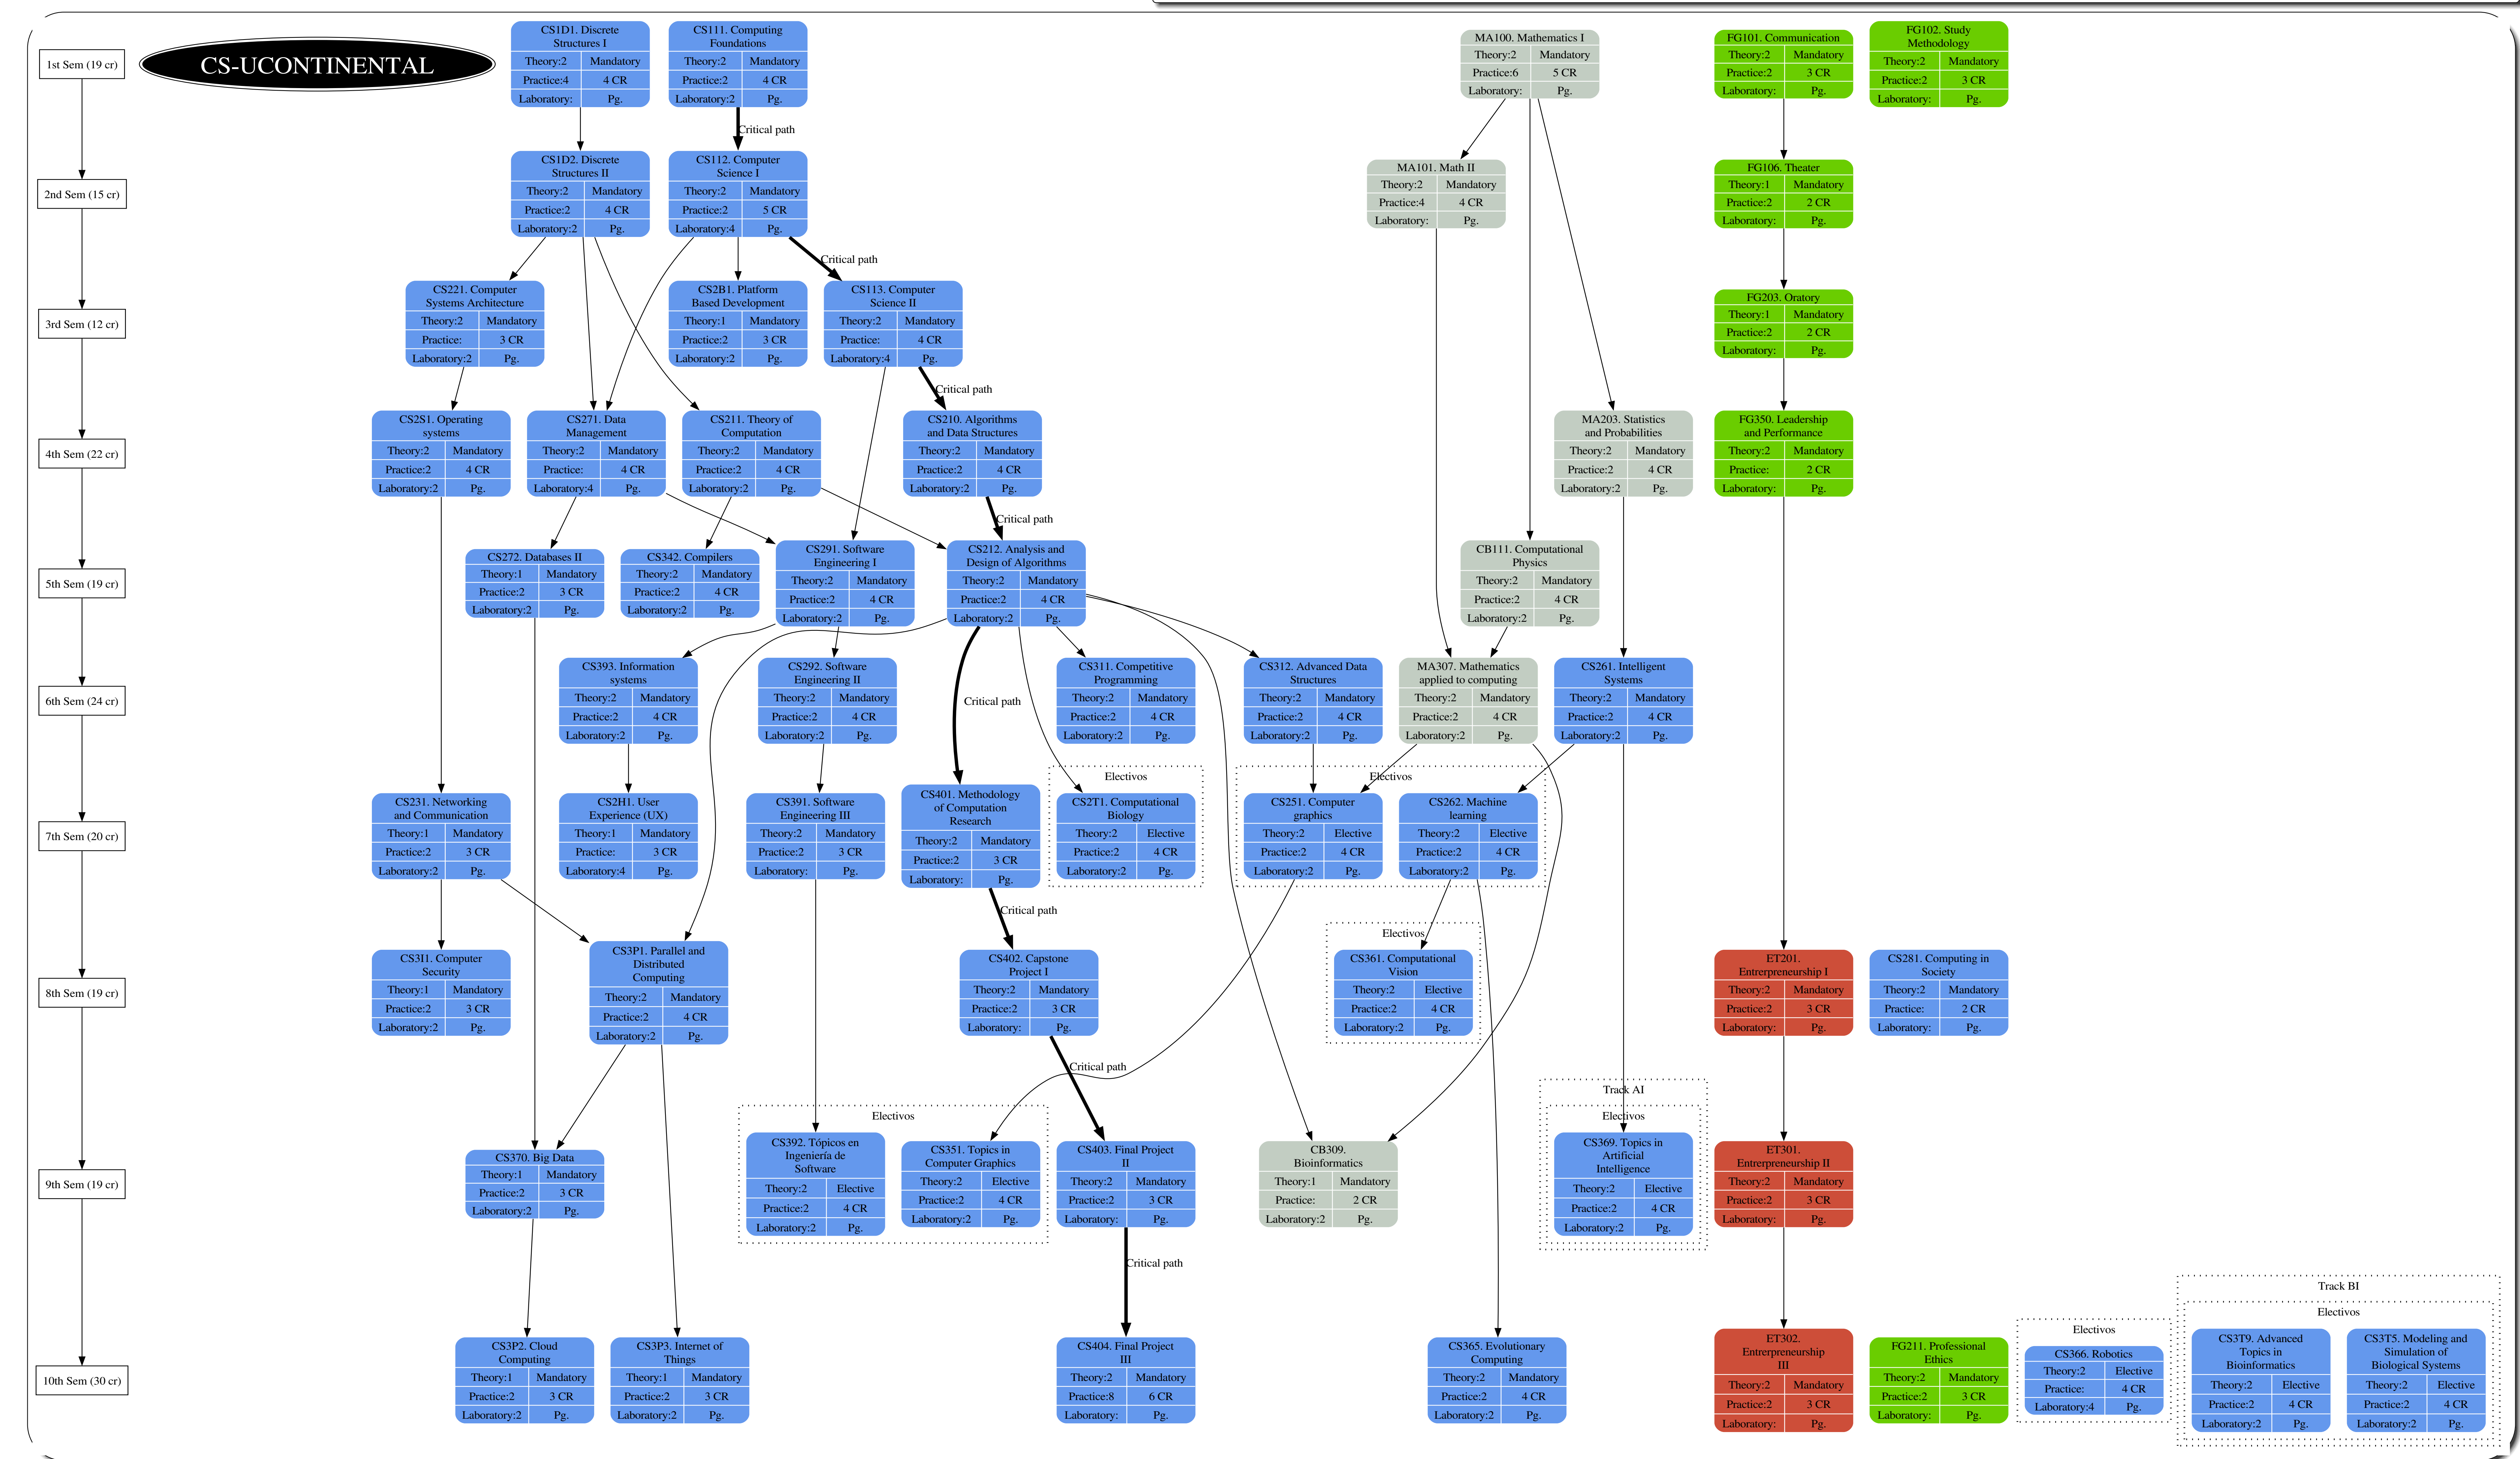 1st Sem (19 cr)
CS-UCONTINENTAL
CS1D1. Discrete
Structures I
Theory:2 Mandatory
Practice:4 4 CR
Laboratory: Pg.
CS111. Computing
Foundations
Theory:2 Mandatory
Practice:2 4 CR
Laboratory:2 Pg.
MA100. Mathematics I
Theory:2 Mandatory
Practice:6 5 CR
Laboratory: Pg.
FG101. Communication
Theory:2 Mandatory
Practice:2 3 CR
Laboratory: Pg.
FG102. Study
Methodology
Theory:2 Mandatory
Practice:2 3 CR
Laboratory: Pg.
Critical path
2nd Sem (15 cr)
CS1D2. Discrete
Structures II
Theory:2 Mandatory
Practice:2 4 CR
Laboratory:2 Pg.
CS112. Computer
Science I
Theory:2 Mandatory
Practice:2 5 CR
Laboratory:4 Pg.
MA101. Math II
Theory:2 Mandatory
Practice:4 4 CR
Laboratory: Pg.
FG106. Theater
Theory:1 Mandatory
Practice:2 2 CR
Laboratory: Pg.
Critical path
3rd Sem (12 cr)
CS221. Computer
Systems Architecture
Theory:2 Mandatory
Practice: 3 CR
Laboratory:2 Pg.
CS2B1. Platform
Based Development
Theory:1 Mandatory
Practice:2 3 CR
Laboratory:2 Pg.
CS113. Computer
Science II
Theory:2 Mandatory
Practice: 4 CR
Laboratory:4 Pg.
FG203. Oratory
Theory:1 Mandatory
Practice:2 2 CR
Laboratory: Pg.
Critical path
4th Sem (22 cr)
CS2S1. Operating
systems
Theory:2 Mandatory
Practice:2 4 CR
Laboratory:2 Pg.
CS271. Data
Management
Theory:2 Mandatory
Practice: 4 CR
Laboratory:4 Pg.
CS211. Theory of
Computation
Theory:2 Mandatory
Practice:2 4 CR
Laboratory:2 Pg.
CS210. Algorithms
and Data Structures
Theory:2 Mandatory
Practice:2 4 CR
Laboratory:2 Pg.
MA203. Statistics
and Probabilities
Theory:2 Mandatory
Practice:2 4 CR
Laboratory:2 Pg.
FG350. Leadership
and Performance
Theory:2 Mandatory
Practice: 2 CR
Laboratory: Pg.
Critical path
5th Sem (19 cr)
CS272. Databases II
Theory:1 Mandatory
Practice:2 3 CR
Laboratory:2 Pg.
CS342. Compilers
Theory:2 Mandatory
Practice:2 4 CR
Laboratory:2 Pg.
CS291. Software
Engineering I
Theory:2 Mandatory
Practice:2 4 CR
Laboratory:2 Pg.
CS212. Analysis and
Design of Algorithms
Theory:2 Mandatory
Practice:2 4 CR
Laboratory:2 Pg.
CB111. Computational
Physics
Theory:2 Mandatory
Practice:2 4 CR
Laboratory:2 Pg.
6th Sem (24 cr)
CS393. Information
systems
Theory:2 Mandatory
Practice:2 4 CR
Laboratory:2 Pg.
CS292. Software
Engineering II
Theory:2 Mandatory
Practice:2 4 CR
Laboratory:2 Pg.
Critical path
CS311. Competitive
Programming
Theory:2 Mandatory
Practice:2 4 CR
Laboratory:2 Pg.
CS312. Advanced Data
Structures
Theory:2 Mandatory
Practice:2 4 CR
Laboratory:2 Pg.
MA307. Mathematics
applied to computing
Theory:2 Mandatory
Practice:2 4 CR
Laboratory:2 Pg.
CS261. Intelligent
Systems
Theory:2 Mandatory
Practice:2 4 CR
Laboratory:2 Pg.
7th Sem (20 cr)
CS231. Networking
and Communication
Theory:1 Mandatory
Practice:2 3 CR
Laboratory:2 Pg.
CS2H1. User
Experience (UX)
Theory:1 Mandatory
Practice: 3 CR
Laboratory:4 Pg.
CS391. Software
Engineering III
Theory:2 Mandatory
Practice:2 3 CR
Laboratory: Pg.
CS401. Methodology
of Computation
Research
Theory:2 Mandatory
Practice:2 3 CR
Laboratory: Pg.
Electivos
CS2T1. Computational
Biology
Theory:2 Elective
Practice:2 4 CR
Laboratory:2 Pg.
Electivos
CS251. Computer
graphics
Theory:2 Elective
Practice:2 4 CR
Laboratory:2 Pg.
CS262. Machine
learning
Theory:2 Elective
Practice:2 4 CR
Laboratory:2 Pg.
Critical path
8th Sem (19 cr)
CS3I1. Computer
Security
Theory:1 Mandatory
Practice:2 3 CR
Laboratory:2 Pg.
CS3P1. Parallel and
Distributed
Computing
Theory:2 Mandatory
Practice:2 4 CR
Laboratory:2 Pg.
CS402. Capstone
Project I
Theory:2 Mandatory
Practice:2 3 CR
Laboratory: Pg.
Electivos
CS361. Computational
Vision
Theory:2 Elective
Practice:2 4 CR
Laboratory:2 Pg.
ET201.
Entrerpreneurship I
Theory:2 Mandatory
Practice:2 3 CR
Laboratory: Pg.
CS281. Computing in
Society
Theory:2 Mandatory
Practice: 2 CR
Laboratory: Pg.
Critical path
9th Sem (19 cr)
CS370. Big Data
Theory:1 Mandatory
Practice:2 3 CR
Laboratory:2 Pg.
Electivos
CS392. Tópicos en
Ingeniería de
Software
Theory:2 Elective
Practice:2 4 CR
Laboratory:2 Pg.
CS351. Topics in
Computer Graphics
Theory:2 Elective
Practice:2 4 CR
Laboratory:2 Pg.
CS403. Final Project
II
Theory:2 Mandatory
Practice:2 3 CR
Laboratory: Pg.
CB309.
Bioinformatics
Theory:1 Mandatory
Practice: 2 CR
Laboratory:2 Pg.
Track AI
Electivos
CS369. Topics in
Artificial
Intelligence
Theory:2 Elective
Practice:2 4 CR
Laboratory:2 Pg.
ET301.
Entrerpreneurship II
Theory:2 Mandatory
Practice:2 3 CR
Laboratory: Pg.
Critical path
10th Sem (30 cr)
CS3P2. Cloud
Computing
Theory:1 Mandatory
Practice:2 3 CR
Laboratory:2 Pg.
CS3P3. Internet of
Things
Theory:1 Mandatory
Practice:2 3 CR
Laboratory:2 Pg.
CS404. Final Project
III
Theory:2 Mandatory
Practice:8 6 CR
Laboratory: Pg.
CS365. Evolutionary
Computing
Theory:2 Mandatory
Practice:2 4 CR
Laboratory:2 Pg.
ET302.
Entrerpreneurship
III
Theory:2 Mandatory
Practice:2 3 CR
Laboratory: Pg.
FG211. Professional
Ethics
Theory:2 Mandatory
Practice:2 3 CR
Laboratory: Pg.
Electivos
CS366. Robotics
Theory:2 Elective
Practice: 4 CR
Laboratory:4 Pg.
Track BI
Electivos
CS3T9. Advanced
Topics in
Bioinformatics
Theory:2 Elective
Practice:2 4 CR
Laboratory:2 Pg.
CS3T5. Modeling and
Simulation of
Biological Systems
Theory:2 Elective
Practice:2 4 CR
Laboratory:2 Pg.